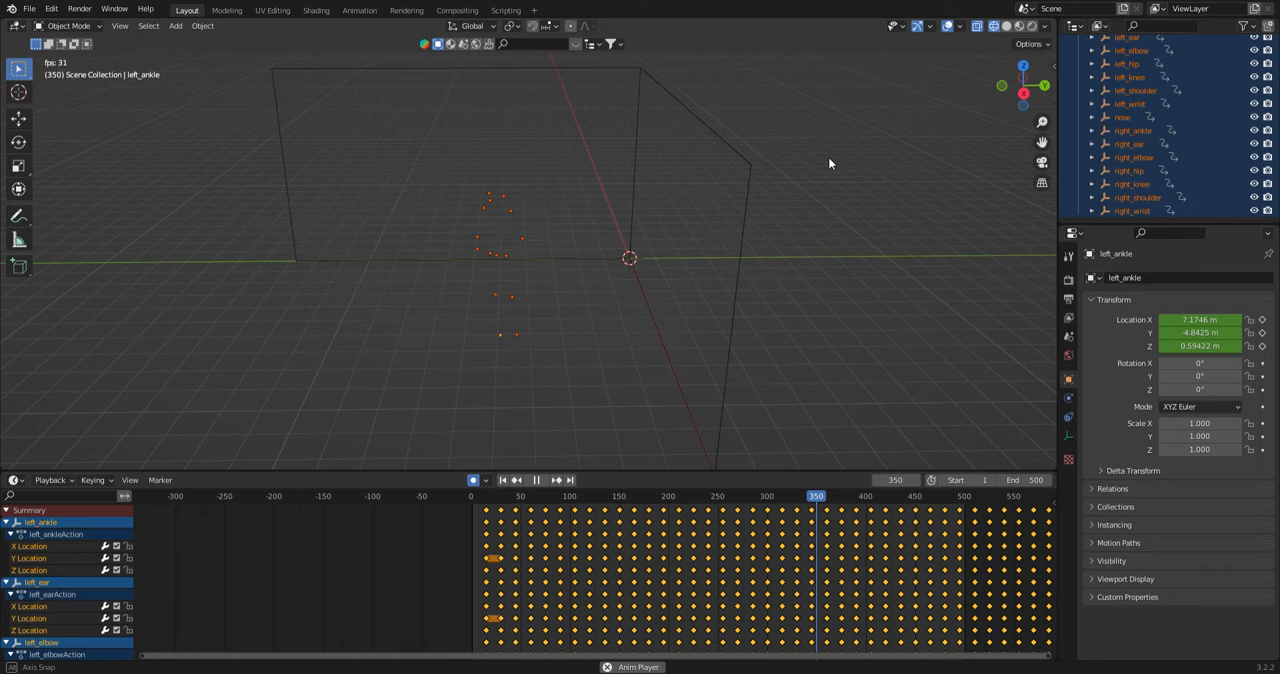 File Edit Render Window Help Layout Modeling UV Editing Shading Animation Rendering Compositing Scripting + Scene ViewLayer
Object Mode View Select Add Object Global
Options
fps: 31
(350) Scene Collection | left_ankle
Z
Y
X
left_ear
left_elbow
left_hip
left_knee
left_shoulder
left_wrist
nose
right_ankle
right_ear
right_elbow
right_hip
right_knee
right_shoulder
right_wrist
left_ankle
left_ankle
Transform
Location X 7.1746 m
Y -4.8425 m
Z 0.59422 m
Rotation X 0°
Y 0°
Z 0°
Mode XYZ Euler
Scale X 1.000
Y 1.000
Z 1.000
Delta Transform
Relations
Collections
Instancing
Motion Paths
Visibility
Viewport Display
Custom Properties
Playback Keying View Marker 350 Start 1 End 500
-300 -250 -200 -150 -100 -50 0 50 100 150 200 250 300 350 400 450 500 550
Summary
left_ankle
left_ankleAction
X Location
Y Location
Z Location
left_ear
left_earAction
X Location
Y Location
Z Location
left_elbow
left_elbowAction
Alt Axis Snap Anim Player 3.2.2